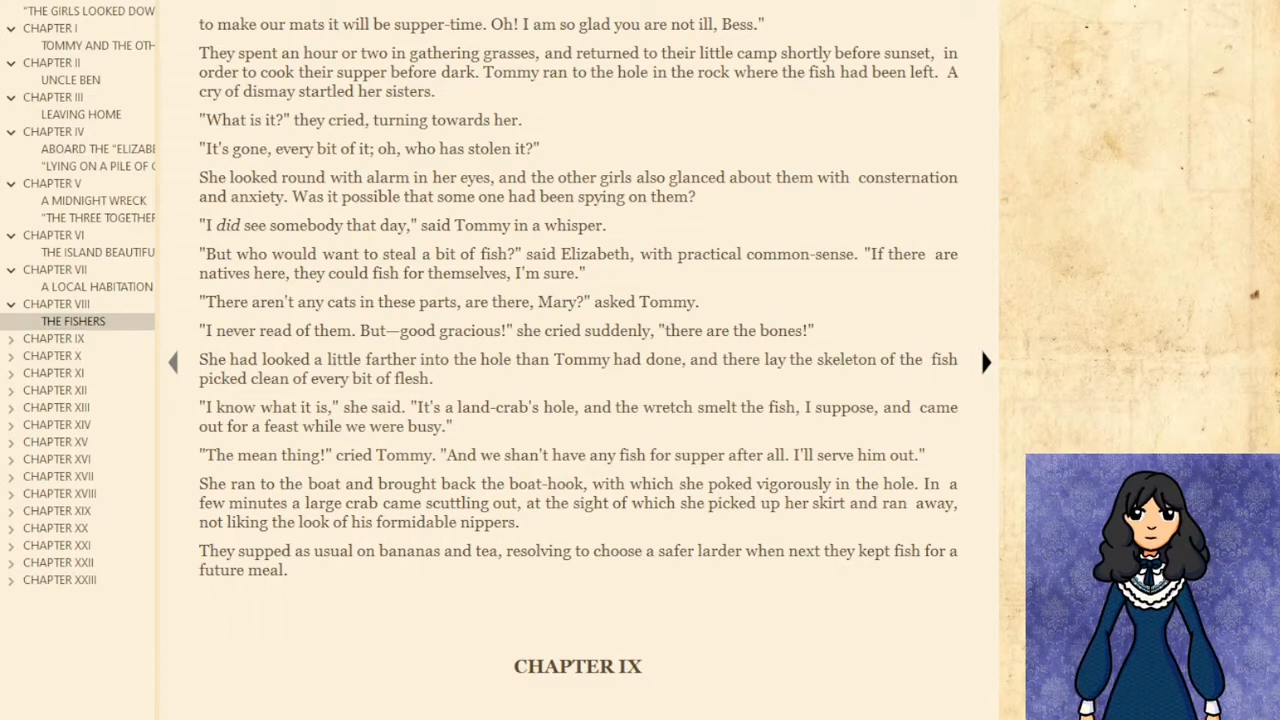 "THE GIRLS LOOKED DOW
CHAPTER I
TOMMY AND THE OTH
CHAPTER II
UNCLE BEN
CHAPTER III
LEAVING HOME
CHAPTER IV
ABOARD THE "ELIZABE
"LYING ON A PILE OF C
CHAPTER V
A MIDNIGHT WRECK
"THE THREE TOGETHER
CHAPTER VI
THE ISLAND BEAUTIFU
CHAPTER VII
A LOCAL HABITATION
CHAPTER VIII
THE FISHERS
CHAPTER IX
CHAPTER X
CHAPTER XI
CHAPTER XII
CHAPTER XIII
CHAPTER XIV
CHAPTER XV
CHAPTER XVI
CHAPTER XVII
CHAPTER XVIII
CHAPTER XIX
CHAPTER XX
CHAPTER XXI
CHAPTER XXII
CHAPTER XXIII
to make our mats it will be supper-time. Oh! I am so glad you are not ill, Bess."
They spent an hour or two in gathering grasses, and returned to their little camp shortly before sunset, in
order to cook their supper before dark. Tommy ran to the hole in the rock where the fish had been left. A
cry of dismay startled her sisters.
"What is it?" they cried, turning towards her.
"It's gone, every bit of it; oh, who has stolen it?"
She looked round with alarm in her eyes, and the other girls also glanced about them with consternation
and anxiety. Was it possible that some one had been spying on them?
"I did see somebody that day," said Tommy in a whisper.
"But who would want to steal a bit of fish?" said Elizabeth, with practical common-sense. "If there are
natives here, they could fish for themselves, I'm sure."
"There aren't any cats in these parts, are there, Mary?" asked Tommy.
"I never read of them. But—good gracious!" she cried suddenly, "there are the bones!"
She had looked a little farther into the hole than Tommy had done, and there lay the skeleton of the fish
picked clean of every bit of flesh.
"I know what it is," she said. "It's a land-crab's hole, and the wretch smelt the fish, I suppose, and came
out for a feast while we were busy."
"The mean thing!" cried Tommy. "And we shan't have any fish for supper after all. I'll serve him out."
She ran to the boat and brought back the boat-hook, with which she poked vigorously in the hole. In a
few minutes a large crab came scuttling out, at the sight of which she picked up her skirt and ran away,
not liking the look of his formidable nippers.
They supped as usual on bananas and tea, resolving to choose a safer larder when next they kept fish for a
future meal.
CHAPTER IX